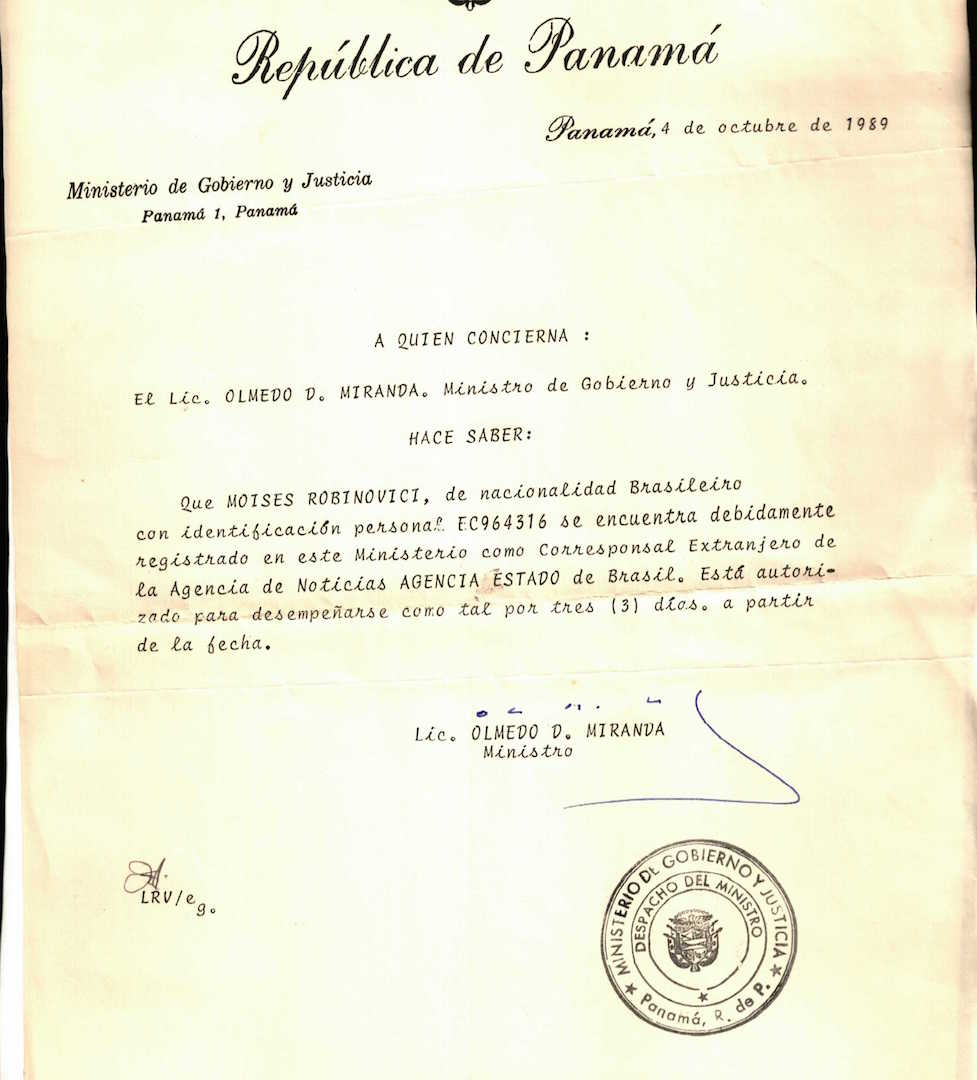 República de Panamá
Panamá, 4 de octubre de 1989
Ministerio de Gobierno y Justicia
Panamá 1, Panamá
A QUIEN CONCIERNA :
El Lic. OLMEDO D. MIRANDA. Ministro de Gobierno y Justicia.
HACE SABER:
Que MOISES ROBINOVICI, de nacionalidad Brasileiro
con identificación personal EC964316 se encuentra debidamente
registrado en este Ministerio como Corresponsal Extranjero de
la Agencia de Noticias AGENCIA ESTADO de Brasil. Está autori-
zado para desempeñarse como tal por tres (3) días. a partir
de la fecha.
Lic. OLMEDO D. MIRANDA
Ministro
LRV/eg.
MINISTERIO DE GOBIERNO Y JUSTICIA
DESPACHO DEL MINISTRO
Panamá, R. de P.